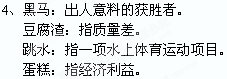 4、黑马：出人意料的获胜者。
豆腐渣：指质量差。
跳水：指一项水上体育运动项目。
蛋糕：指经济利益。